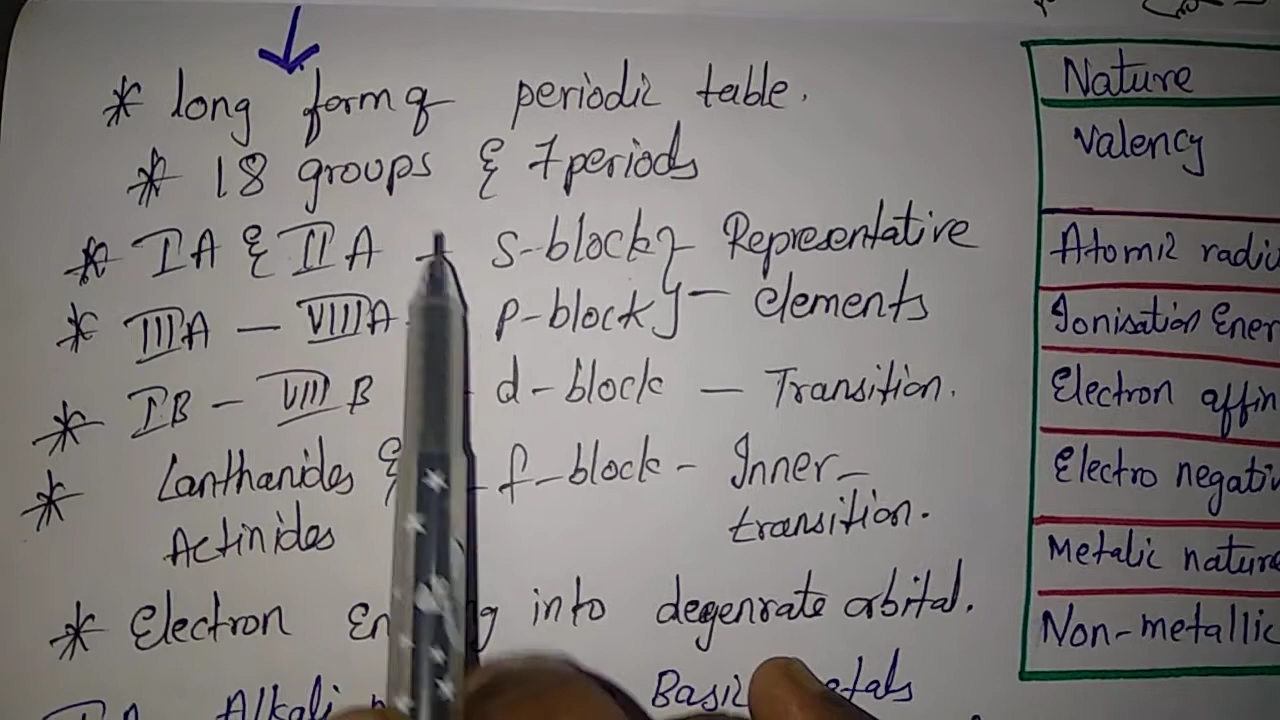 * long form of periodic table.
* 18 groups & 7 periods
* IA & IIA - s-block } Representative
* IIIA — VIIIA p-block } — elements
* IB — VIII B - d-block — Transition.
* Lanthanides & - f-block - Inner-
Actinides transition.
* Electron into degenrate orbital.
Alkali Basic
Nature
Valency
Atomic
Ionisation
Electron
Electro
Metalic
Non-metallic